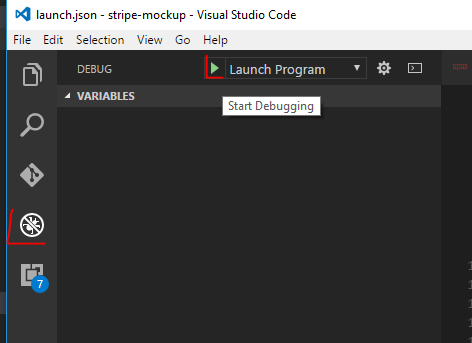 launch.json - stripe-mockup - Visual Studio Code
File Edit Selection View Go Help
DEBUG Launch Program
VARIABLES
Start Debugging
7